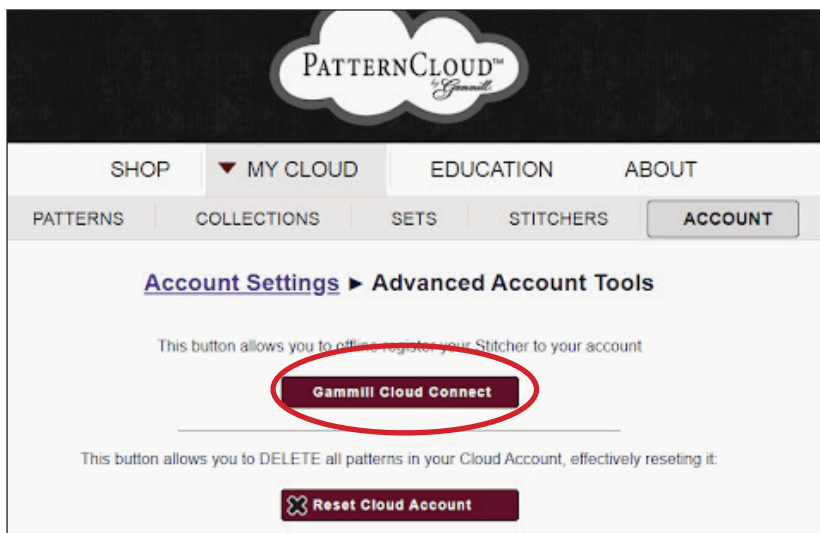 PATTERNCLOUD™
by Gammill
SHOP ▼ MY CLOUD EDUCATION ABOUT
PATTERNS COLLECTIONS SETS STITCHERS ACCOUNT
Account Settings ► Advanced Account Tools
This button allows you to offline register your Stitcher to your account
Gammill Cloud Connect
This button allows you to DELETE all patterns in your Cloud Account, effectively reseting it:
Reset Cloud Account